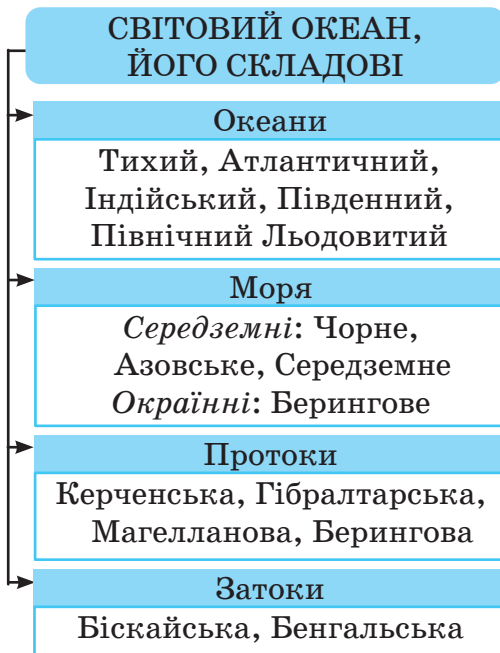 СВІТОВИЙ ОКЕАН,
ЙОГО СКЛАДОВІ
Океани
Тихий, Атлантичний,
Індійський, Південний,
Північний Льодовитий
Моря
Середземні: Чорне,
Азовське, Середземне
Окраїнні: Берингове
Протоки
Керченська, Гібралтарська,
Магелланова, Берингова
Затоки
Біскайська, Бенгальська